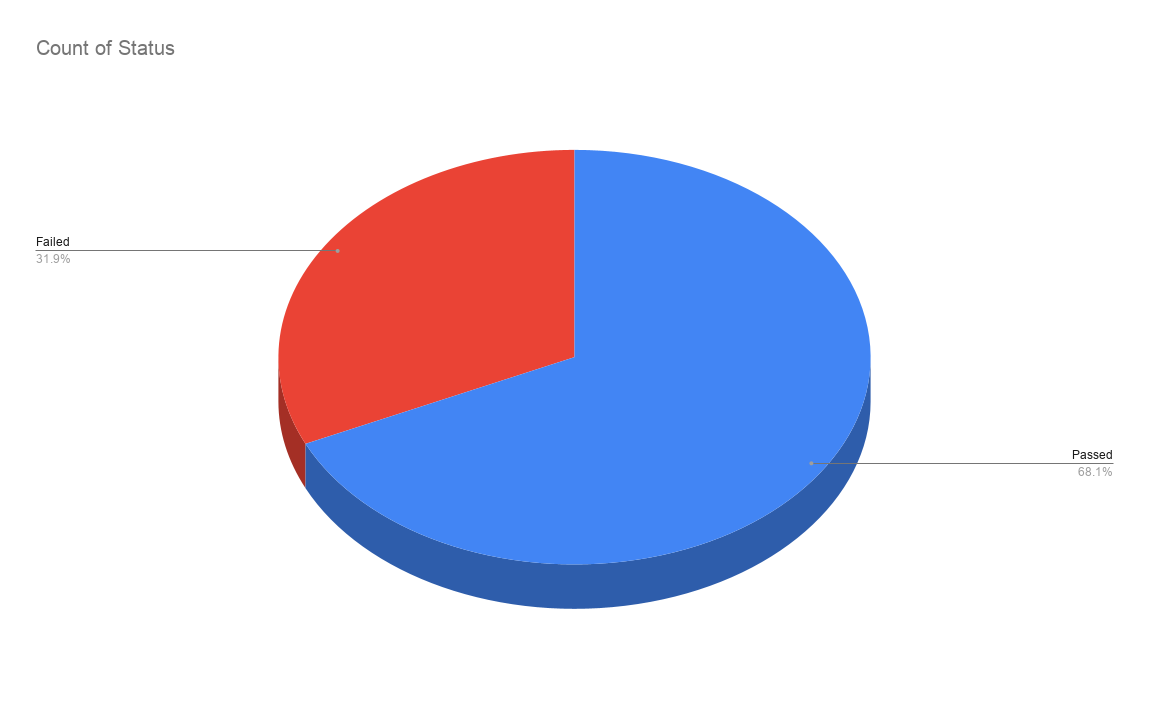 Count of Status
Failed
31.9%
Passed
68.1%